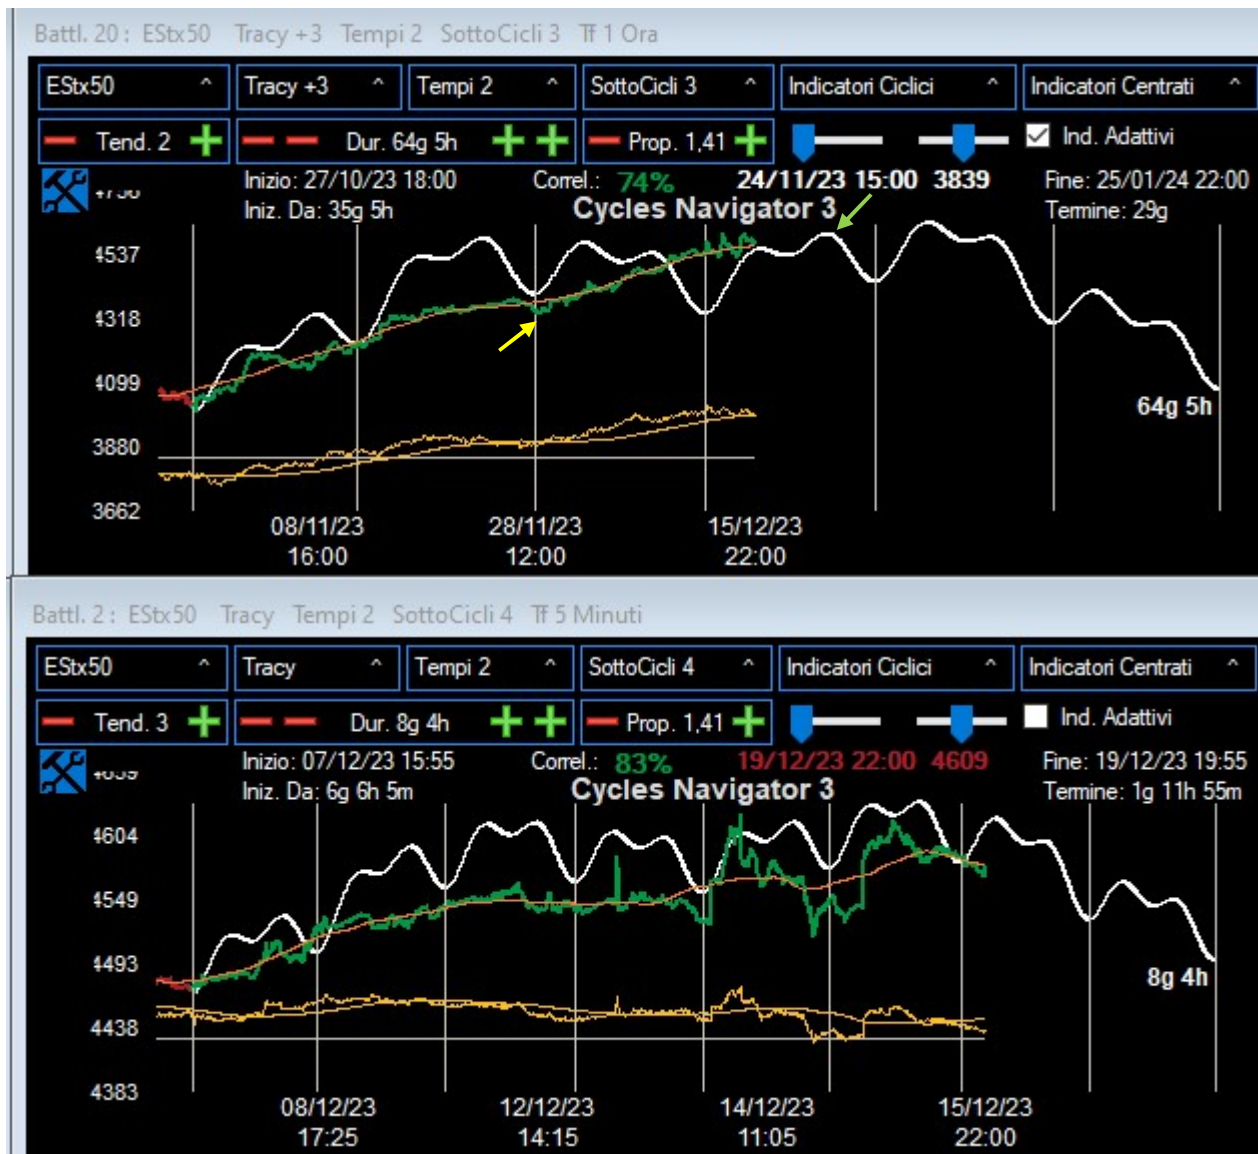 Battl. 20 : EStx50 Tracy +3 Tempi 2 SottoCicli 3 Tf 1 Ora
EStx50 ^ Tracy +3 ^ Tempi 2 ^ SottoCicli 3 ^ Indicatori Ciclici ^ Indicatori Centrati ^
Tend. 2 Dur. 64g 5h Prop. 1,41 Ind. Adattivi
Inizio: 27/10/23 18:00 Correl.: 74% 24/11/23 15:00 3839 Fine: 25/01/24 22:00
Iniz. Da: 35g 5h Cycles Navigator 3 Termine: 29g
4537
4318
4099
64g 5h
3880
3662
08/11/23 28/11/23 15/12/23
16:00 12:00 22:00
Battl. 2 : EStx50 Tracy Tempi 2 SottoCicli 4 Tf 5 Minuti
EStx50 ^ Tracy ^ Tempi 2 ^ SottoCicli 4 ^ Indicatori Ciclici ^ Indicatori Centrati ^
Tend. 3 Dur. 8g 4h Prop. 1,41 Ind. Adattivi
Inizio: 07/12/23 15:55 Correl.: 83% 19/12/23 22:00 4609 Fine: 19/12/23 19:55
Iniz. Da: 6g 6h 5m Cycles Navigator 3 Termine: 1g 11h 55m
4604
4549
4493
8g 4h
4438
4383
08/12/23 12/12/23 14/12/23 15/12/23
17:25 14:15 11:05 22:00